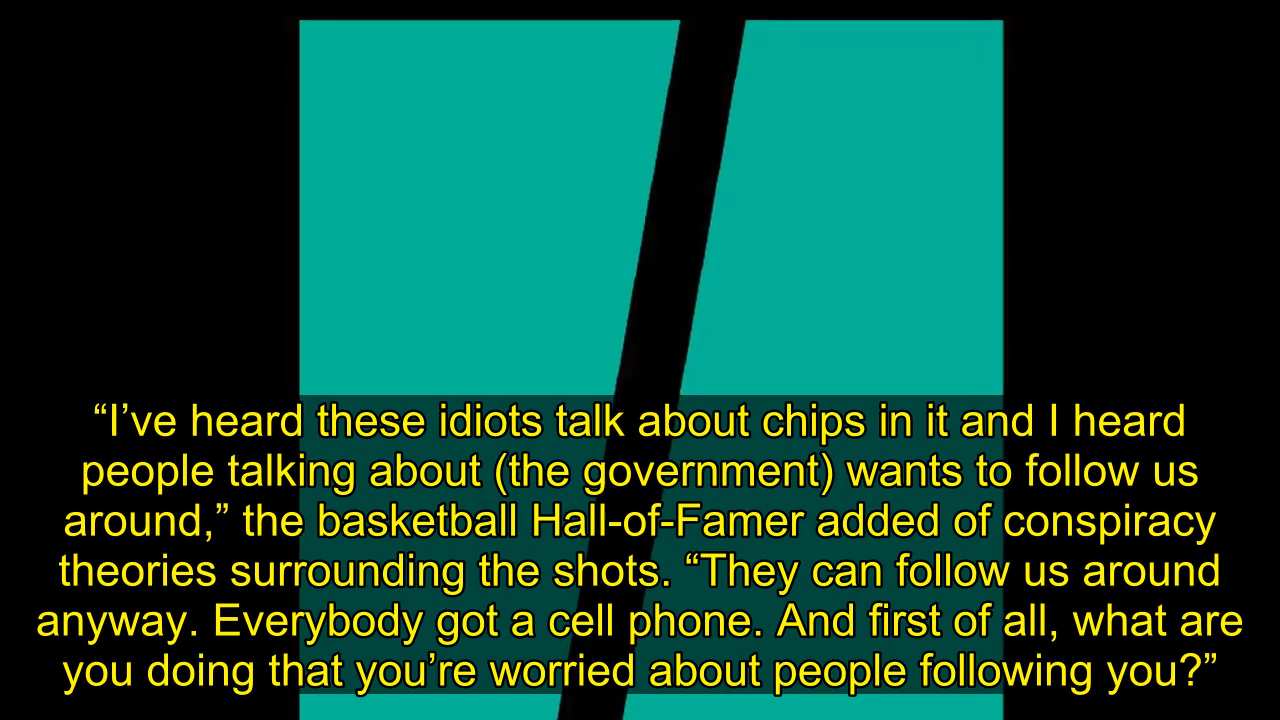 “I’ve heard these idiots talk about chips in it and I heard
people talking about (the government) wants to follow us
around,” the basketball Hall-of-Famer added of conspiracy
theories surrounding the shots. “They can follow us around
anyway. Everybody got a cell phone. And first of all, what are
you doing that you’re worried about people following you?”